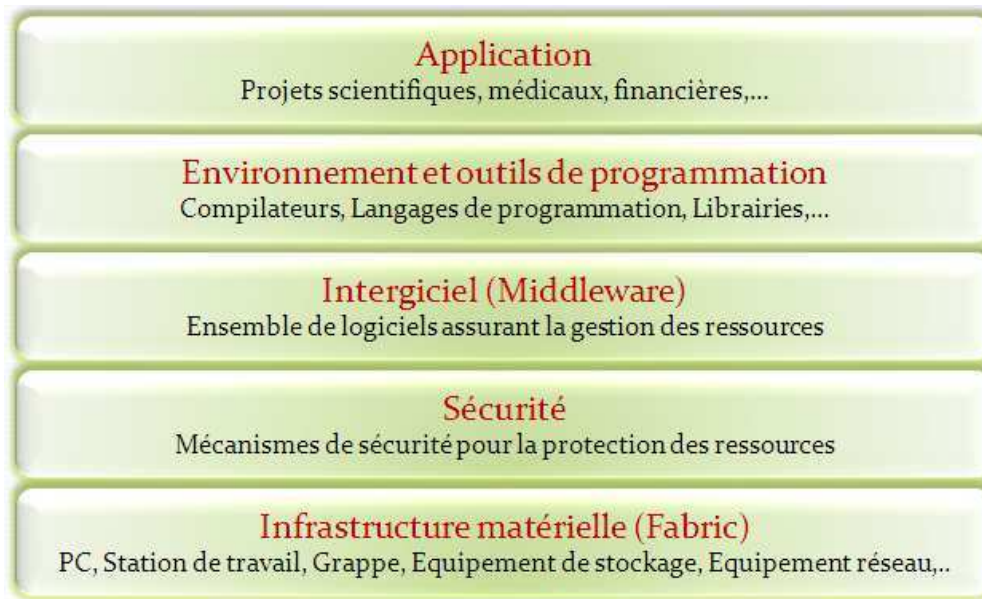 Application
Projets scientifiques, médicaux, financières,...
Environnement et outils de programmation
Compilateurs, Langages de programmation, Librairies,...
Intergiciel (Middleware)
Ensemble de logiciels assurant la gestion des ressources
Sécurité
Mécanismes de sécurité pour la protection des ressources
Infrastructure matérielle (Fabric)
PC, Station de travail, Grappe, Equipement de stockage, Equipement réseau,..